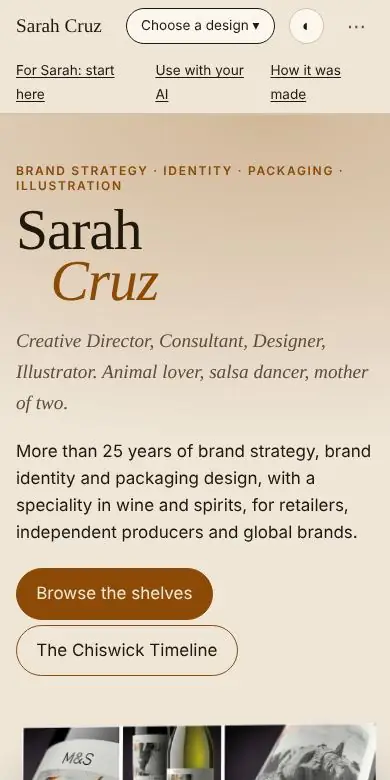 Sarah Cruz
Choose a design ▾
For Sarah: start here
Use with your AI
How it was made
BRAND STRATEGY · IDENTITY · PACKAGING ·
ILLUSTRATION
Sarah
Cruz
Creative Director, Consultant, Designer,
Illustrator. Animal lover, salsa dancer, mother
of two.
More than 25 years of brand strategy, brand
identity and packaging design, with a
speciality in wine and spirits, for retailers,
independent producers and global brands.
Browse the shelves
The Chiswick Timeline
M&S